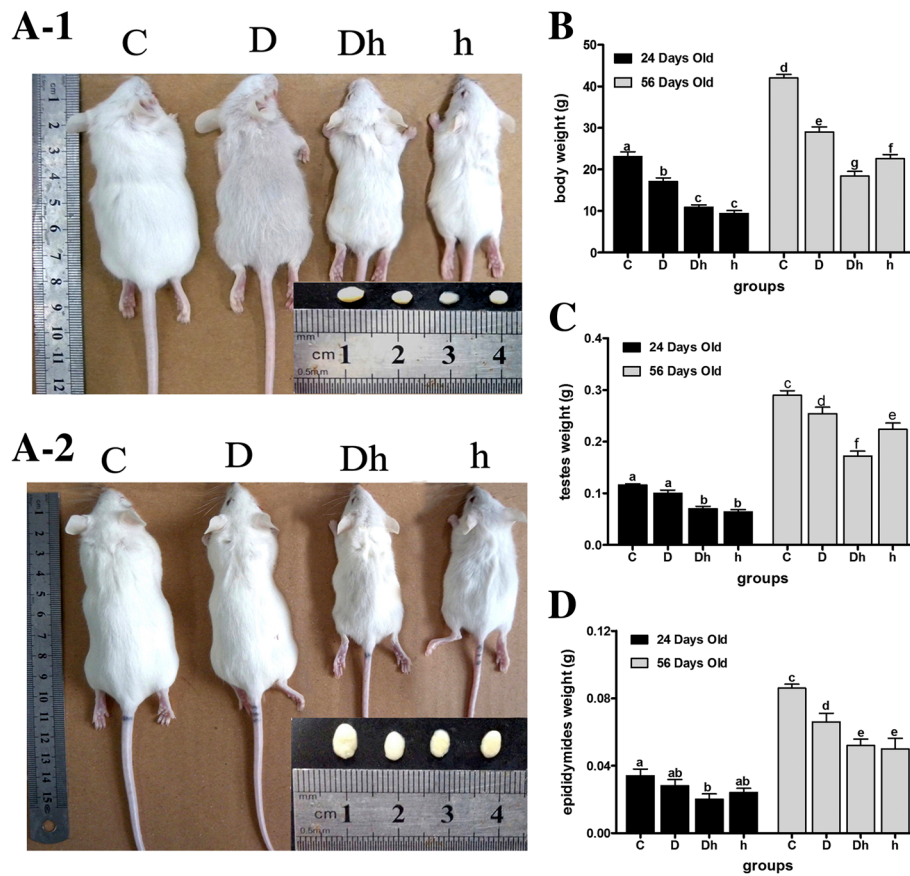 A-1
C D Dh h
cm 1
2
3
4
5
6
7
8
9
10
11
12
mm
cm 1 2 3 4
0.5mm
A-2
C D Dh h
1
2
3
4
5
6
7
8
9
10
11
12
13
14
15
mm
cm 1 2 3 4
0.5mm
B
50
40
30
20
10
0
body weight (g)
24 Days Old
56 Days Old
a b c c d e g f
C D Dh h C D Dh h
groups
C
0.4
0.3
0.2
0.1
0.0
testes weight (g)
24 Days Old
56 Days Old
a a b b c d f e
C D Dh h C D Dh h
groups
D
0.12
0.08
0.04
0.00
epididymides weight (g)
24 Days Old
56 Days Old
a ab b ab c d e e
C D Dh h C D Dh h
groups